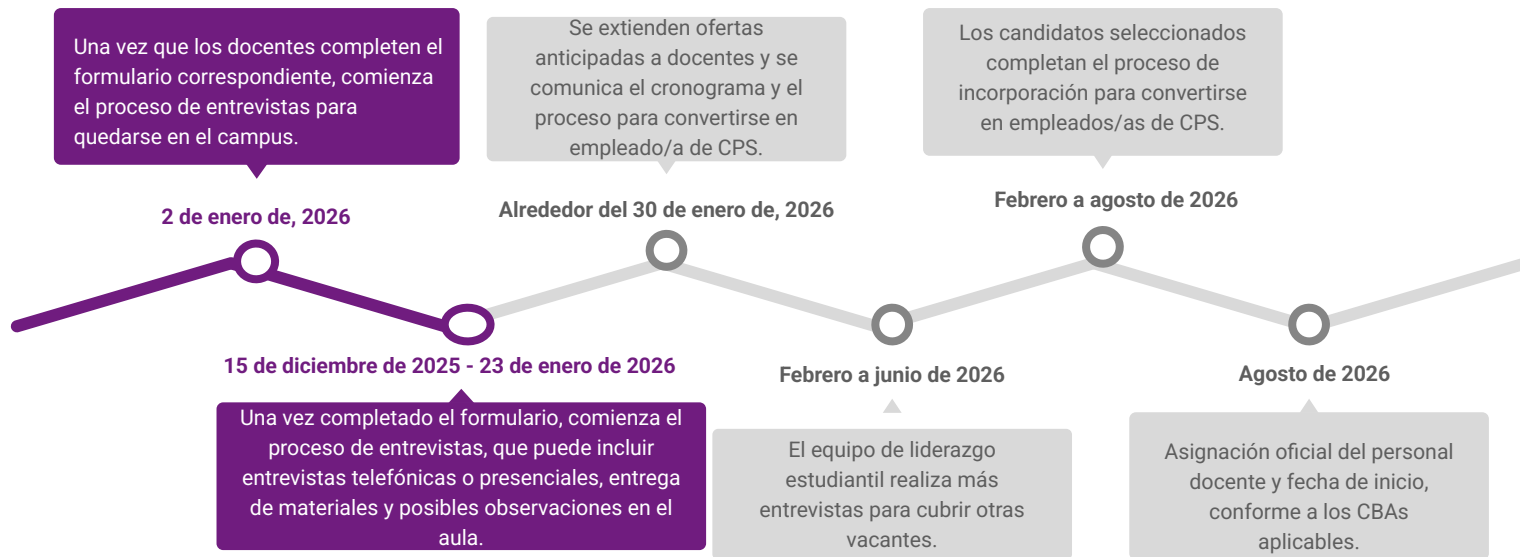 Una vez que los docentes completen el
formulario correspondiente, comienza
el proceso de entrevistas para
quedarse en el campus.
2 de enero de, 2026
15 de diciembre de 2025 - 23 de enero de 2026
Una vez completado el formulario, comienza el
proceso de entrevistas, que puede incluir
entrevistas telefónicas o presenciales, entrega
de materiales y posibles observaciones en el
aula.
Se extienden ofertas
anticipadas a docentes y se
comunica el cronograma y el
proceso para convertirse en
empleado/a de CPS.
Alrededor del 30 de enero de, 2026
Febrero a junio de 2026
El equipo de liderazgo
estudiantil realiza más
entrevistas para cubrir otras
vacantes.
Los candidatos seleccionados
completan el proceso de
incorporación para convertirse
en empleados/as de CPS.
Febrero a agosto de 2026
Agosto de 2026
Asignación oficial del personal
docente y fecha de inicio,
conforme a los CBAs
aplicables.